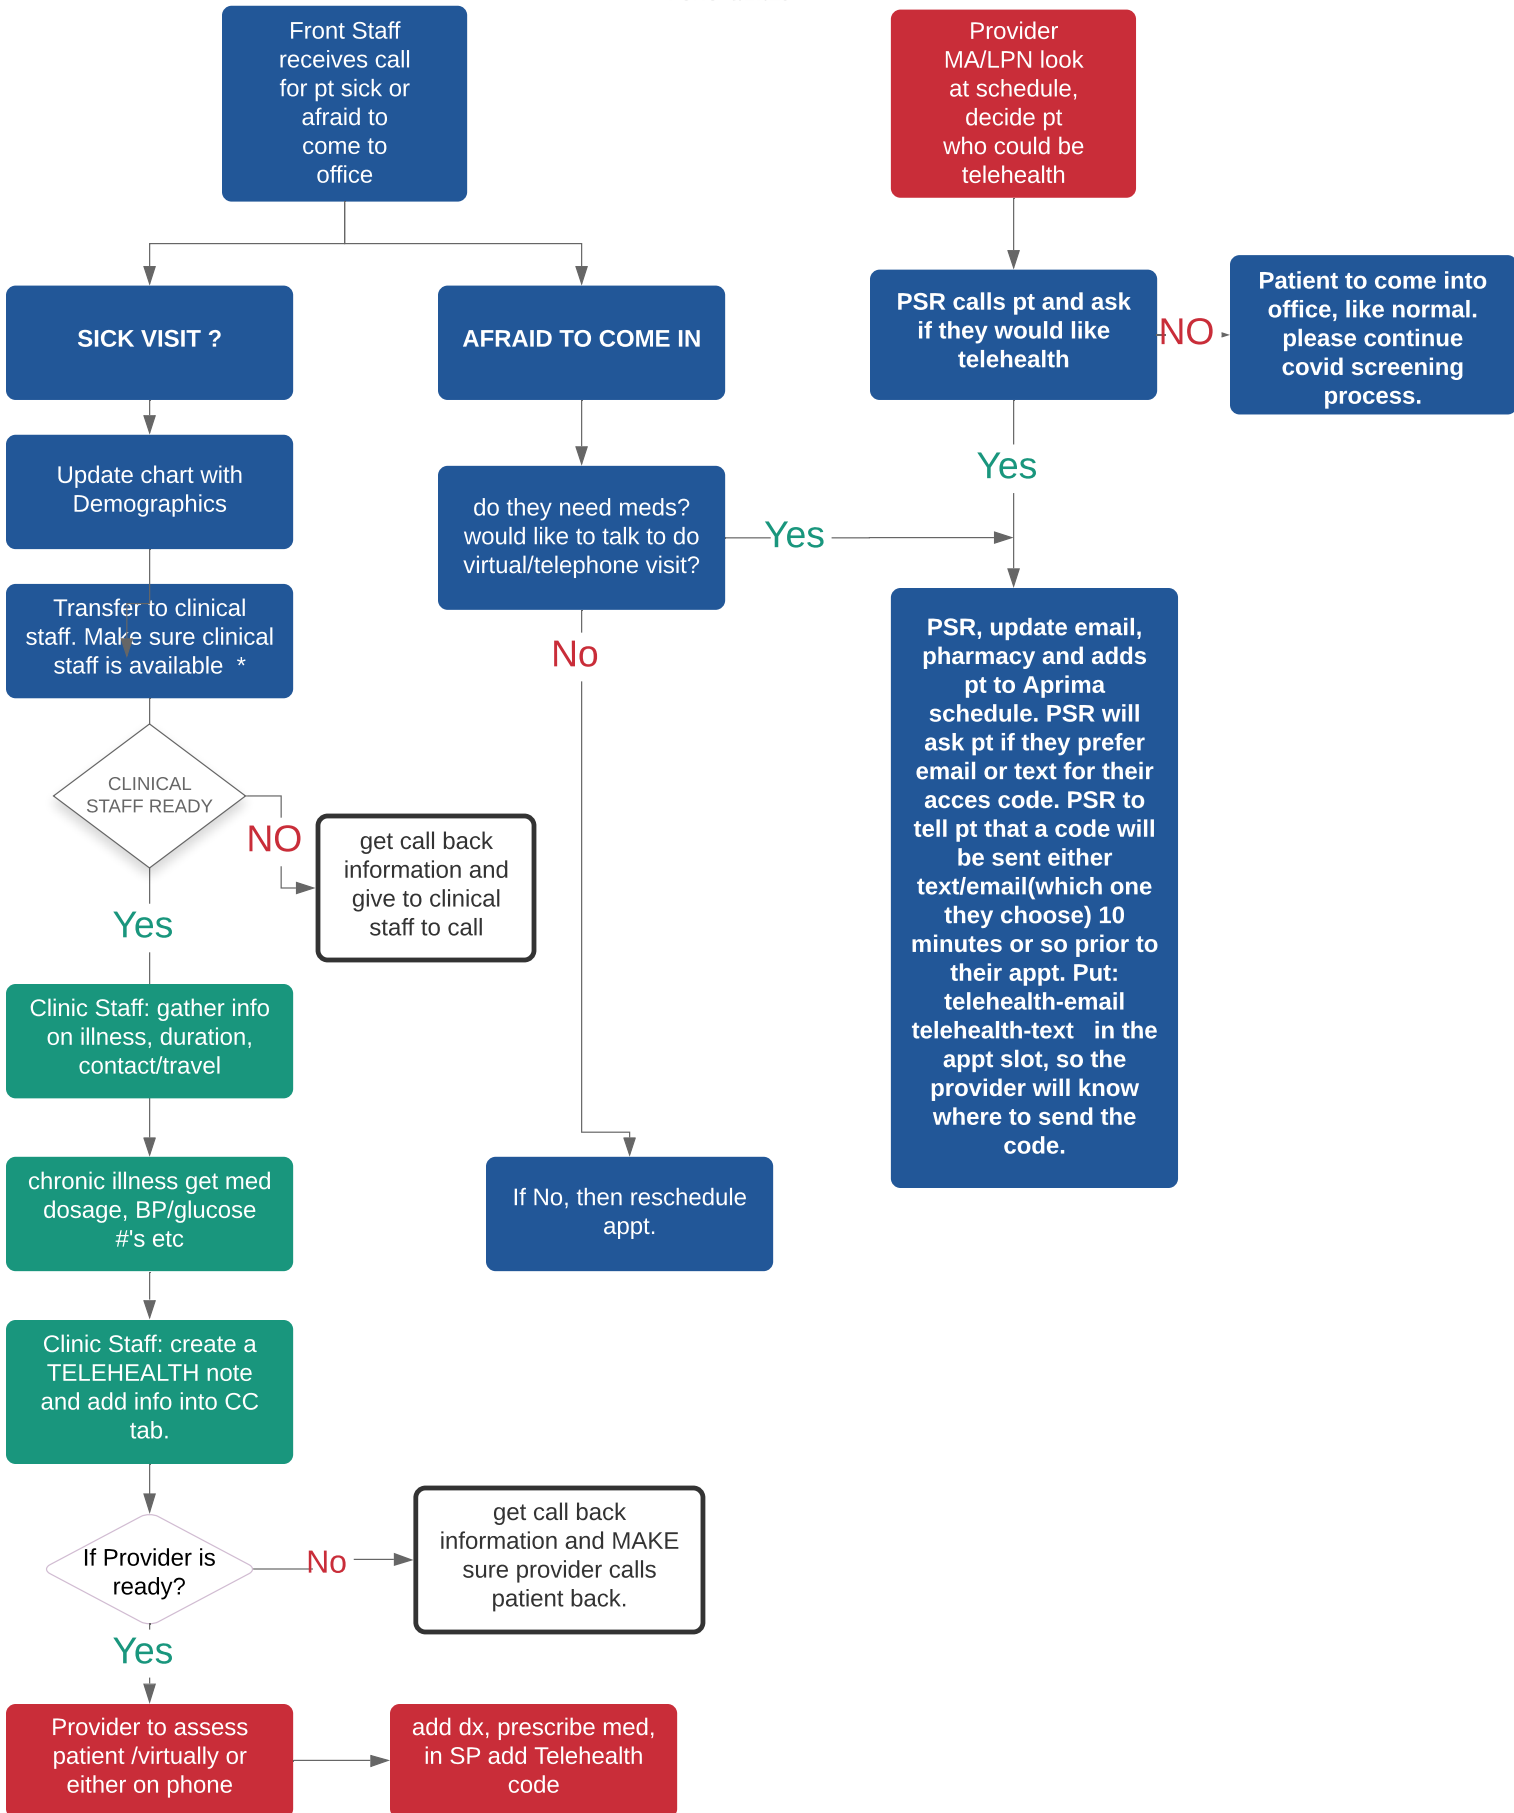 Front Staff
receives call
for pt sick or
afraid to
come to
office
Provider
MA/LPN look
at schedule,
decide pt
who could be
telehealth
SICK VISIT ?
AFRAID TO COME IN
PSR calls pt and ask
if they would like
telehealth
NO
Patient to come into
office, like normal.
please continue
covid screening
process.
Update chart with
Demographics
do they need meds?
would like to talk to do
virtual/telephone visit?
Yes
Yes
No
Transfer to clinical
staff. Make sure clinical
staff is available  *
PSR, update email,
pharmacy and adds
pt to Aprima
schedule. PSR will
ask pt if they prefer
email or text for their
acces code. PSR to
tell pt that a code will
be sent either
text/email(which one
they choose) 10
minutes or so prior to
their appt. Put:
telehealth-email
telehealth-text   in the
appt slot, so the
provider will know
where to send the
code.
CLINICAL
STAFF READY
NO
get call back
information and
give to clinical
staff to call
Yes
Clinic Staff: gather info
on illness, duration,
contact/travel
chronic illness get med
dosage, BP/glucose
#'s etc
If No, then reschedule
appt.
Clinic Staff: create a
TELEHEALTH note
and add info into CC
tab.
If Provider is
ready?
No
get call back
information and MAKE
sure provider calls
patient back.
Yes
Provider to assess
patient /virtually or
either on phone
add dx, prescribe med,
in SP add Telehealth
code